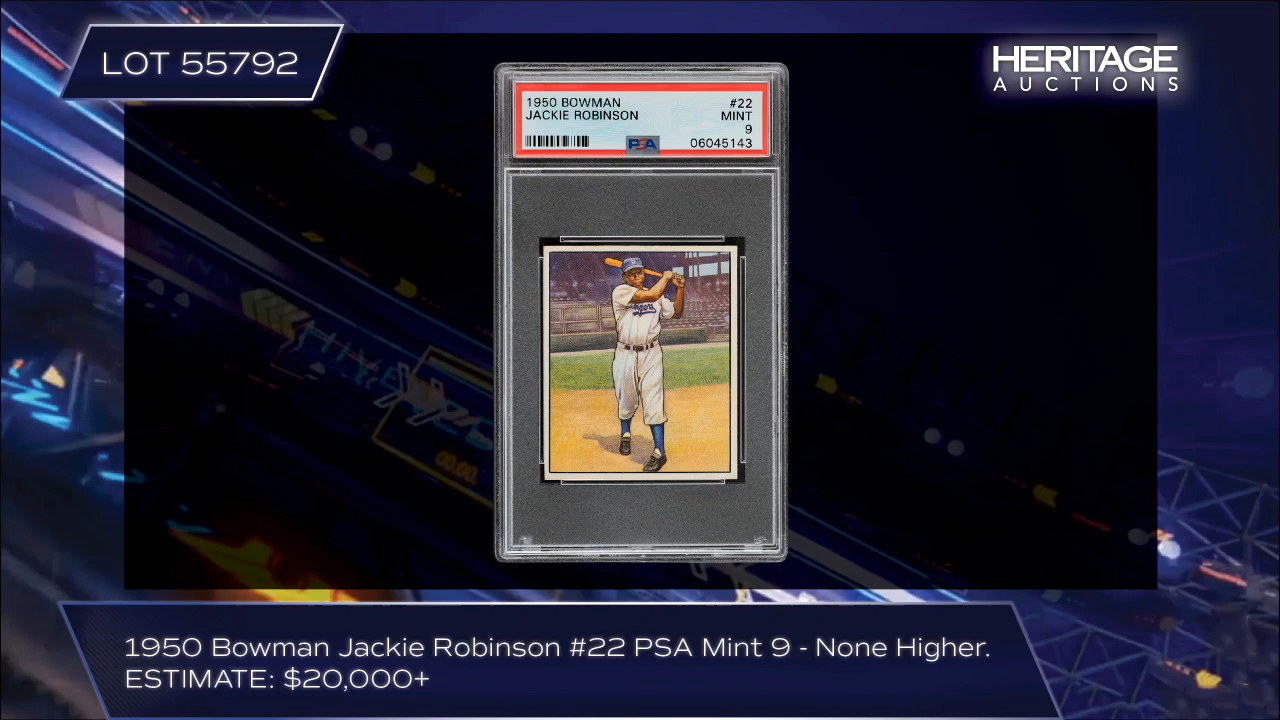 LOT 55792
HERITAGE
AUCTIONS
1950 BOWMAN #22
JACKIE ROBINSON MINT
9
PSA 06045143
1950 Bowman Jackie Robinson #22 PSA Mint 9 - None Higher.
ESTIMATE: $20,000+